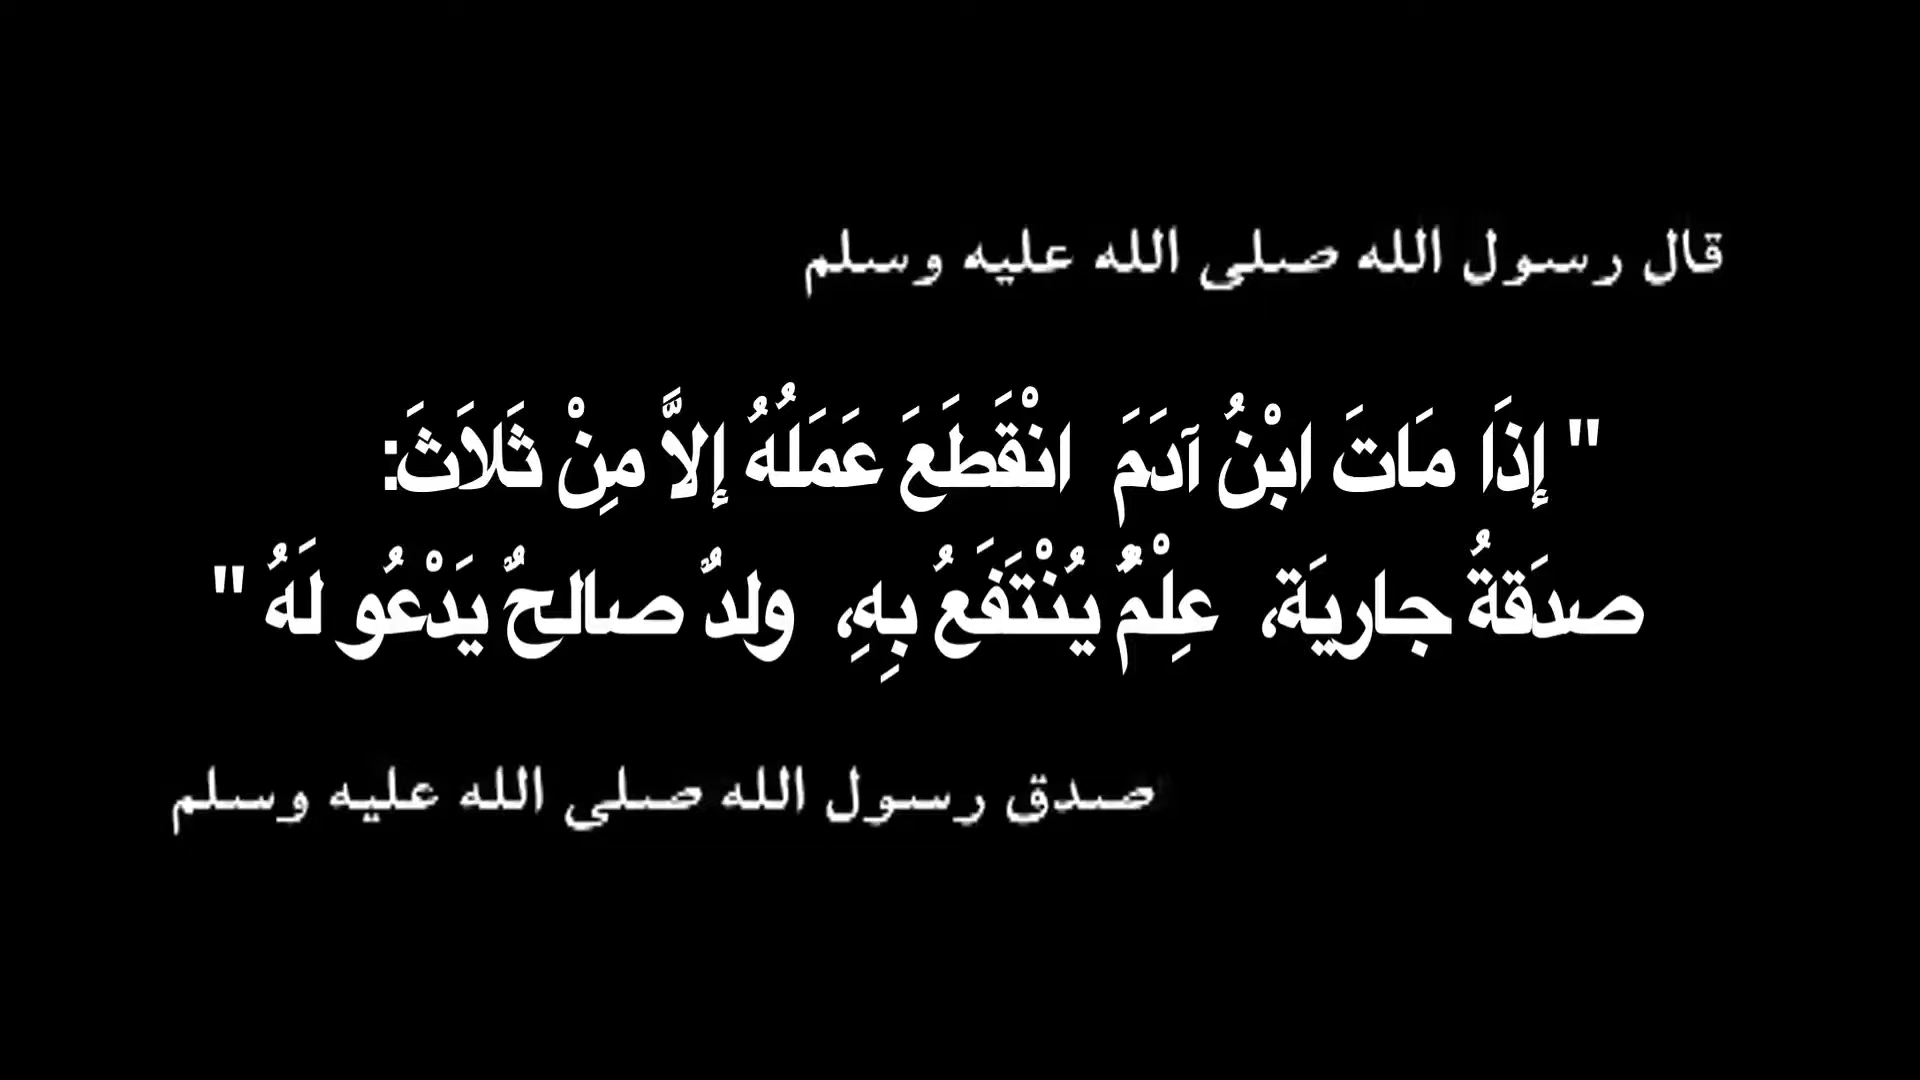 قال رسول الله صلى الله عليه وسلم
" إذَا مَاتَ ابْنُ آدَمَ انْقَطَعَ عَمَلُهُ إلاَّ مِنْ ثَلاَثَ:
صدَقةُ جاريَة، عِلْمٌ يُنْتَفَعُ بِهِ، ولدٌ صالحٌ يَدْعُو لَهُ "
صدق رسول الله صلى الله عليه وسلم